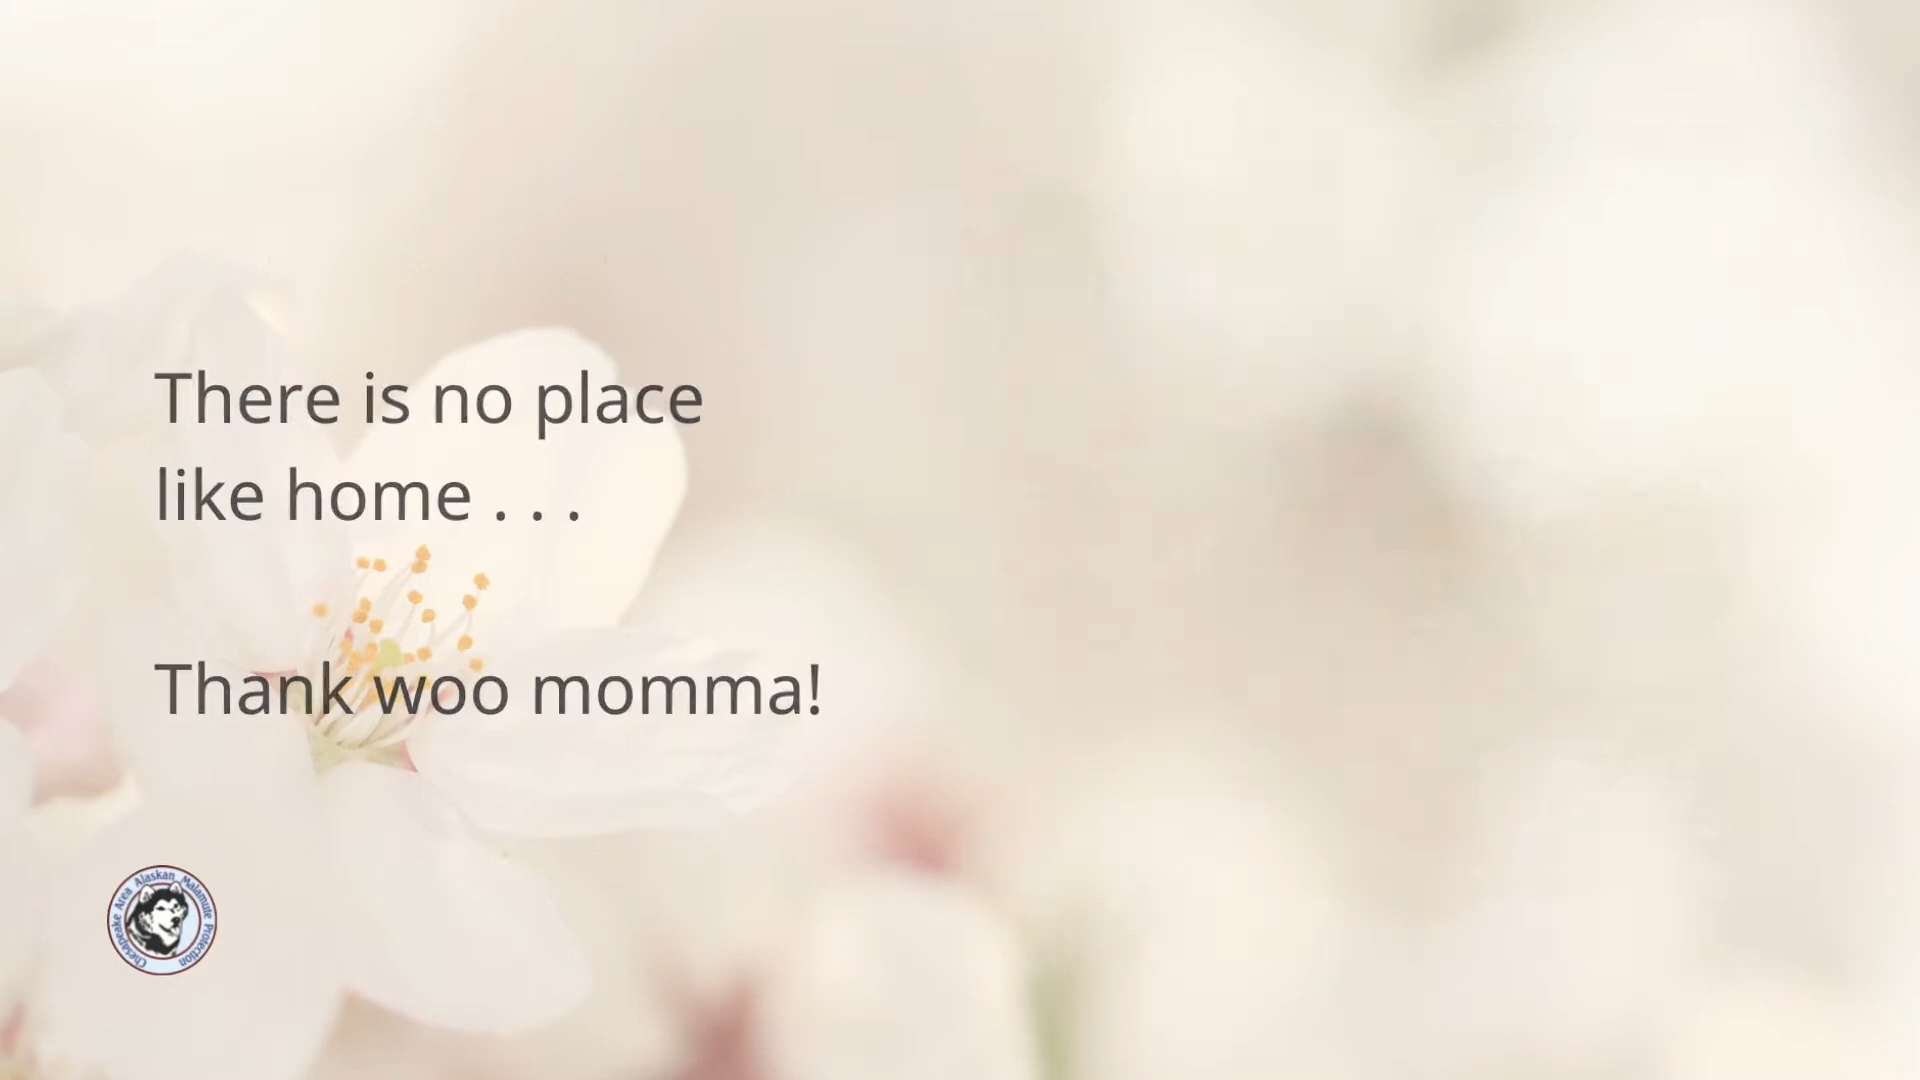 There is no place
like home . . .
Thank woo momma!
Chesapeake Area Alaskan Malamute Protection